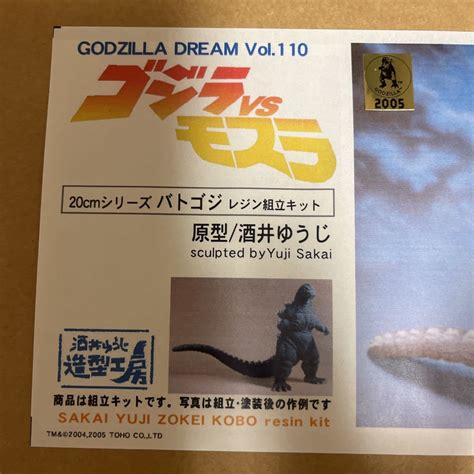 GODZILLA DREAM Vol.110
ゴジラVS
モスラ
GODZILLA
2005
20cmシリーズ バトゴジ レジン組立キット
原型/酒井ゆうじ
sculpted byYuji Sakai
酒井ゆうじ
造型工房
商品は組立キットです。写真は組立・塗装後の作例です
SAKAI YUJI ZOKEI KOBO resin kit
TM&©2004,2005 TOHO CO.,LTD